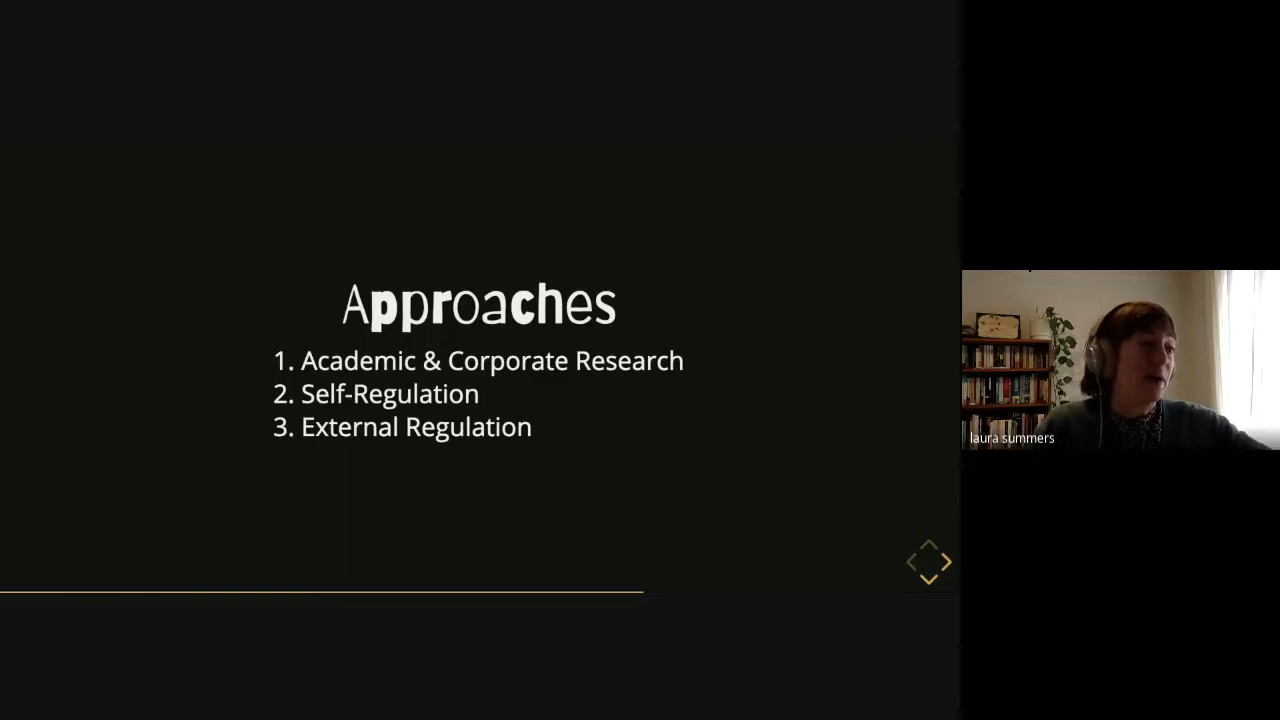 Approaches
1. Academic & Corporate Research
2. Self-Regulation
3. External Regulation
laura summers